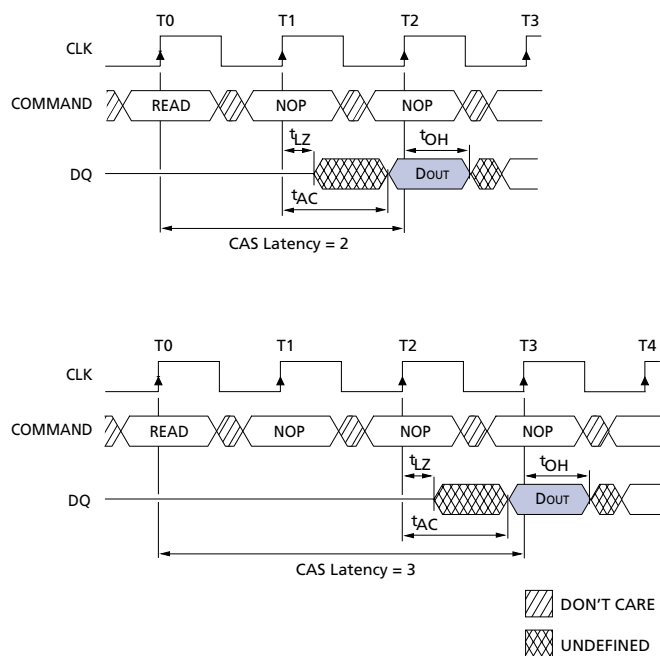 T0 T1 T2 T3
CLK
COMMAND READ NOP NOP
tLZ tOH
DQ DOUT
tAC
CAS Latency = 2
T0 T1 T2 T3 T4
CLK
COMMAND READ NOP NOP NOP
tLZ tOH
DQ DOUT
tAC
CAS Latency = 3
DON'T CARE
UNDEFINED